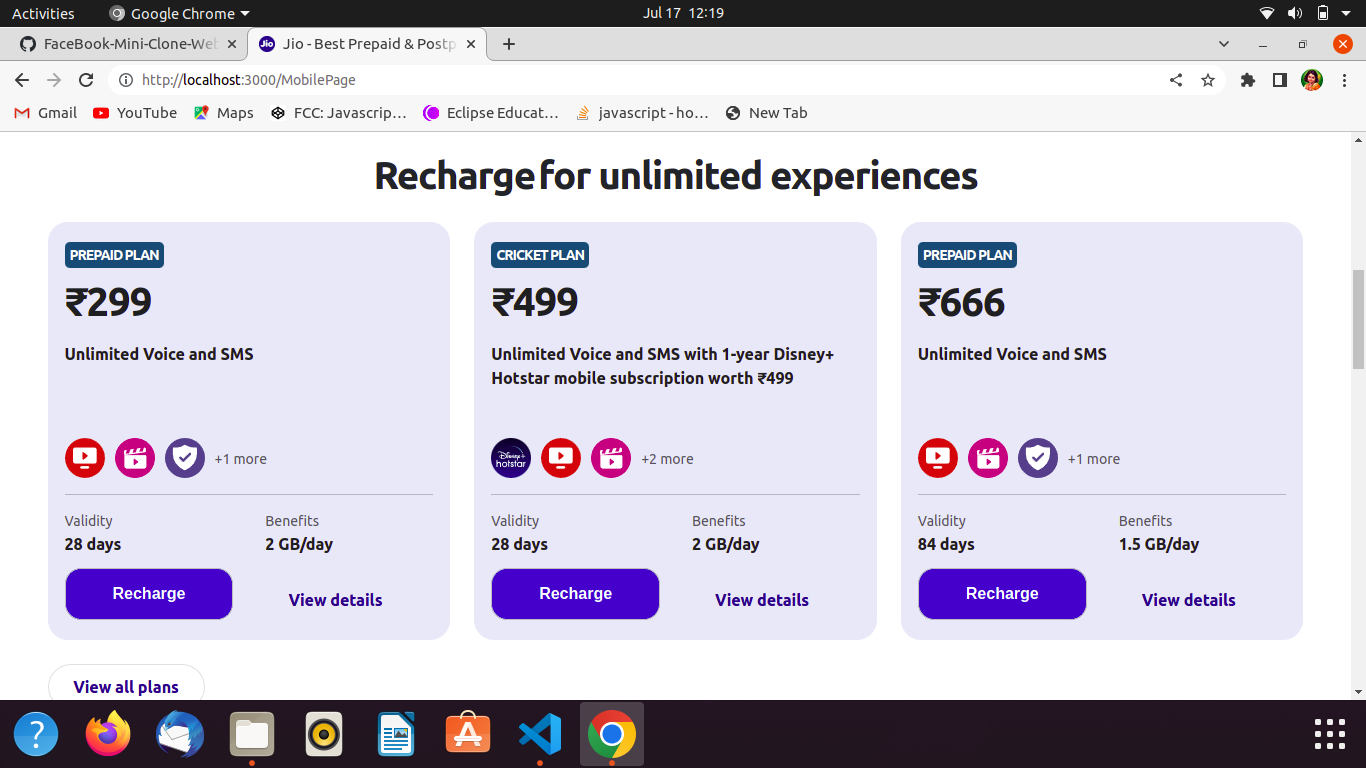 Activities
Google Chrome
Jul 17 12:19
FaceBook-Mini-Clone-Web
Jio - Best Prepaid & Postp
http://localhost:3000/MobilePage
Gmail
YouTube
Maps
FCC: Javascrip...
Eclipse Educat...
javascript - ho...
New Tab
Recharge for unlimited experiences
PREPAID PLAN
₹299
Unlimited Voice and SMS
+1 more
Validity
Benefits
28 days
2 GB/day
Recharge
View details
CRICKET PLAN
₹499
Unlimited Voice and SMS with 1-year Disney+
Hotstar mobile subscription worth ₹499
Disney+
hotstar
+2 more
Validity
Benefits
28 days
2 GB/day
Recharge
View details
PREPAID PLAN
₹666
Unlimited Voice and SMS
+1 more
Validity
Benefits
84 days
1.5 GB/day
Recharge
View details
View all plans